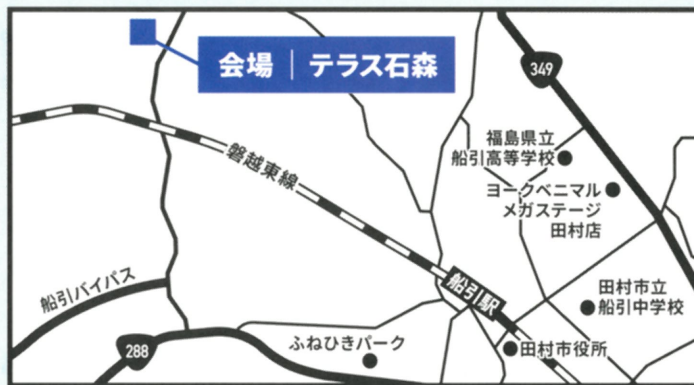 会場｜テラス石森
349
福島県立
船引高等学校
磐越東線
ヨークベニマル
メガステージ
田村店
船引バイパス
船引駅
田村市立
船引中学校
288
ふねひきパーク
田村市役所